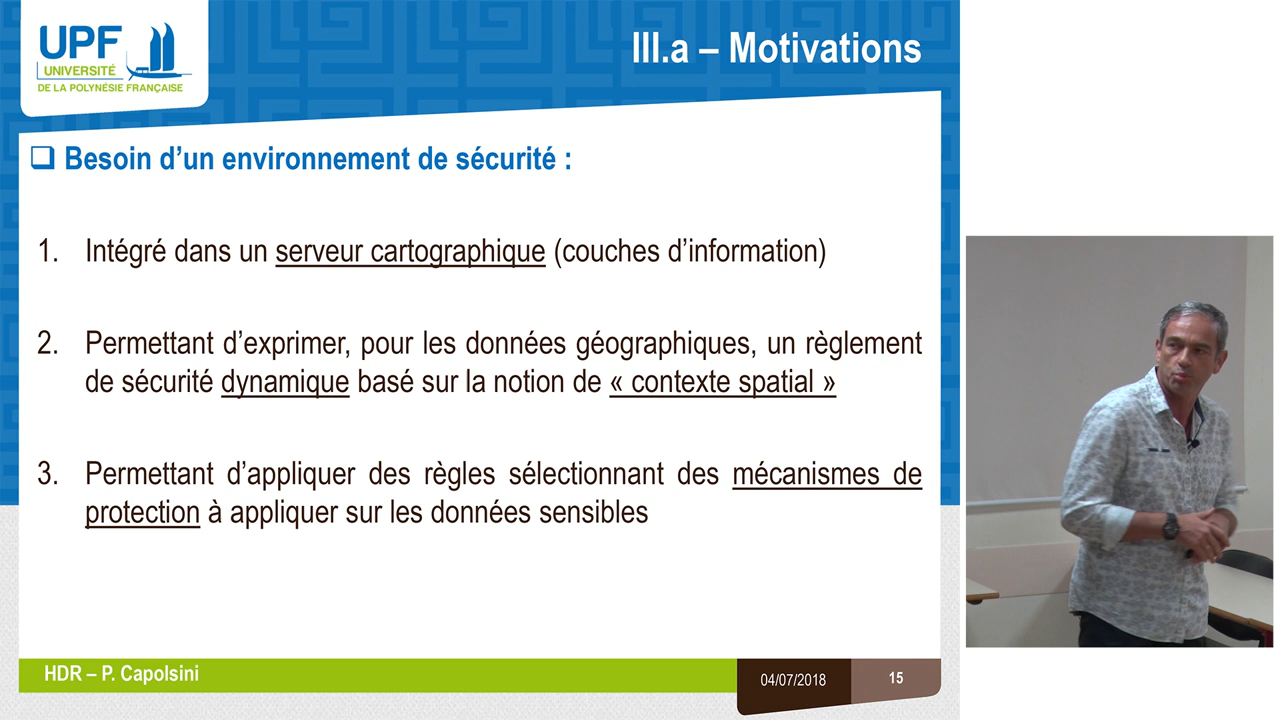 UPF
UNIVERSITÉ
DE LA POLYNÉSIE FRANÇAISE
III.a – Motivations
❑ Besoin d’un environnement de sécurité :
1. Intégré dans un serveur cartographique (couches d’information)
2. Permettant d’exprimer, pour les données géographiques, un règlement
de sécurité dynamique basé sur la notion de « contexte spatial »
3. Permettant d’appliquer des règles sélectionnant des mécanismes de
protection à appliquer sur les données sensibles
HDR – P. Capolsini
04/07/2018
15